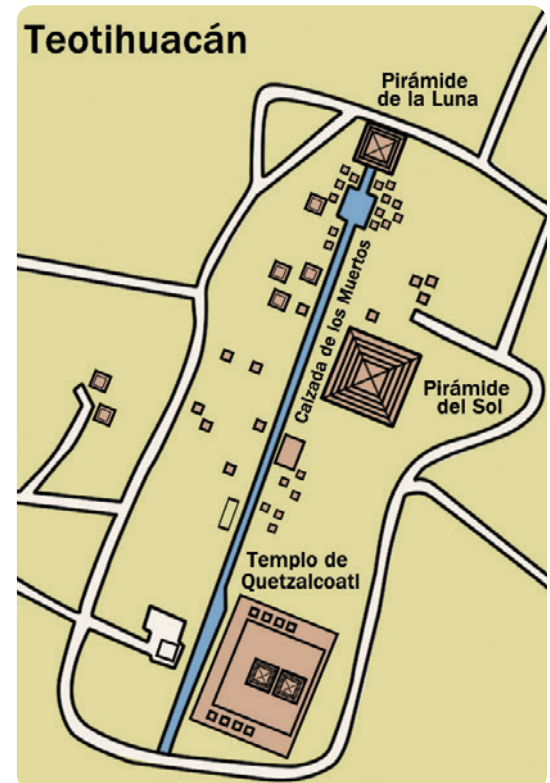 Teotihuacán
Pirámide
de la Luna
Calzada de los Muertos
Pirámide
del Sol
Templo de
Quetzalcoatl